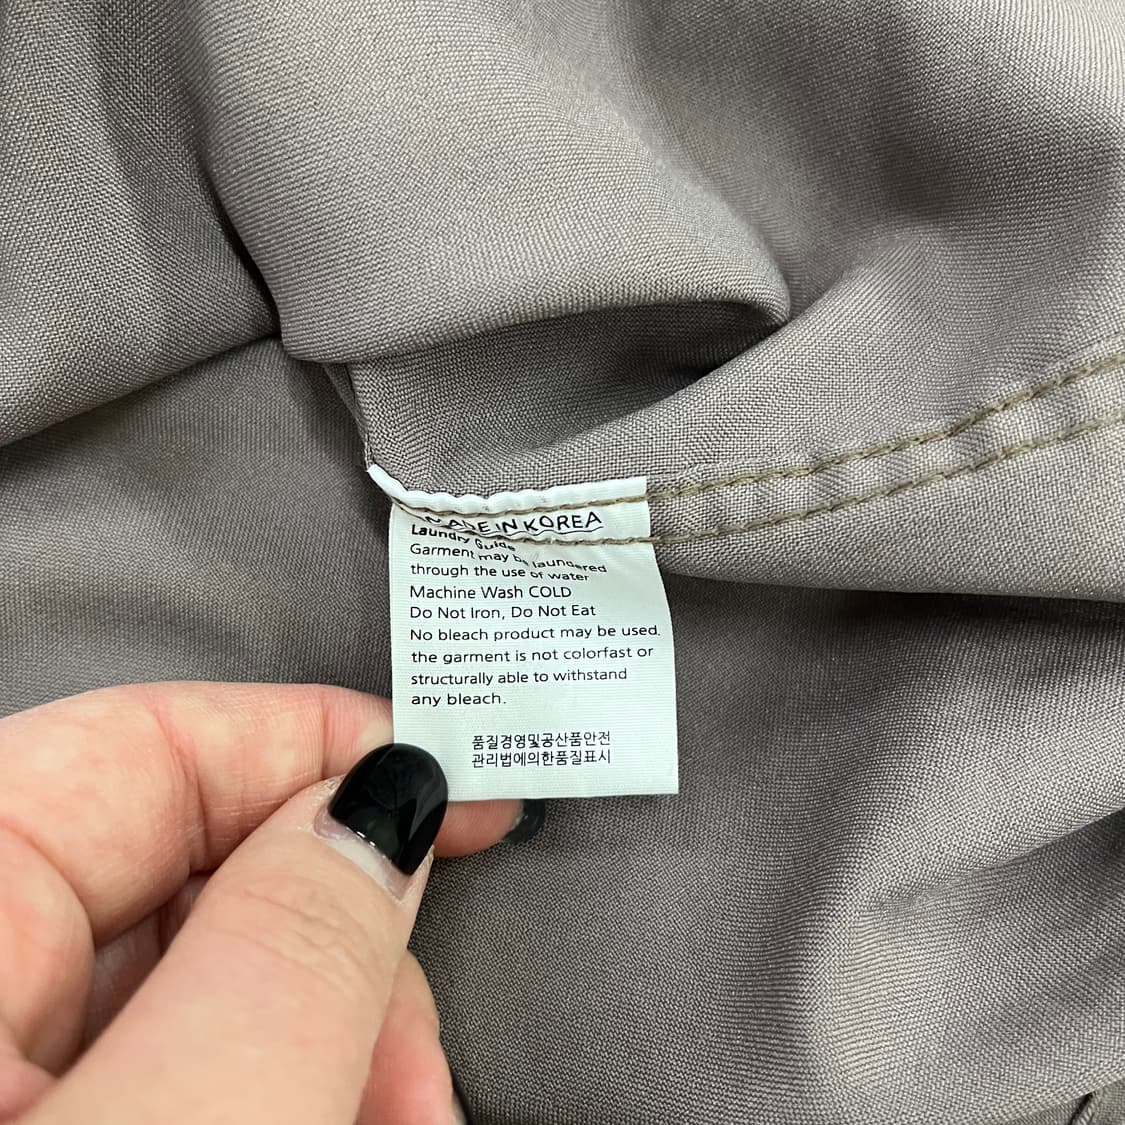 MADE IN KOREA
Laundry Guide
Garment may be laundered
through the use of water
Machine Wash COLD
Do Not Iron, Do Not Eat
No bleach product may be used.
the garment is not colorfast or
structurally able to withstand
any bleach.
품질경영및공산품안전
관리법에의한품질표시